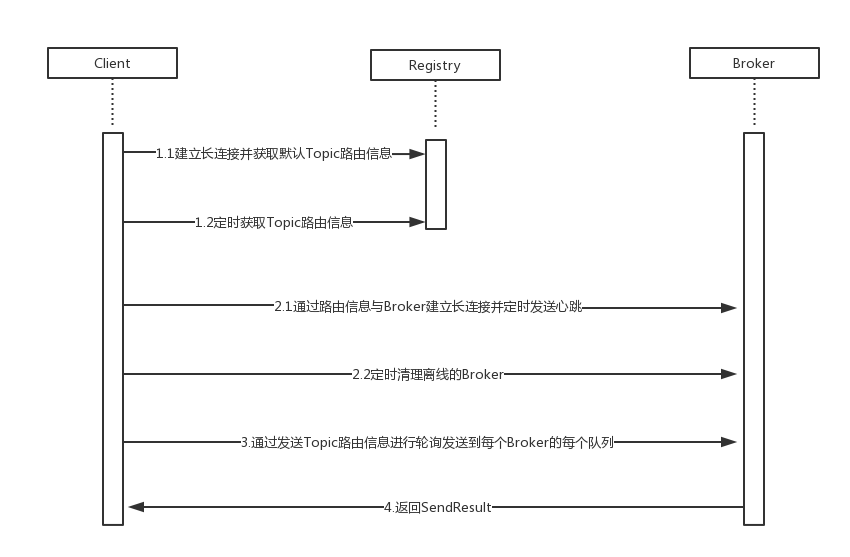 Client
Registry
Broker
1.1建立长连接并获取默认Topic路由信息
1.2定时获取Topic路由信息
2.1通过路由信息与Broker建立长连接并定时发送心跳
2.2定时清理离线的Broker
3.通过发送Topic路由信息进行轮询发送到每个Broker的每个队列
4.返回SendResult